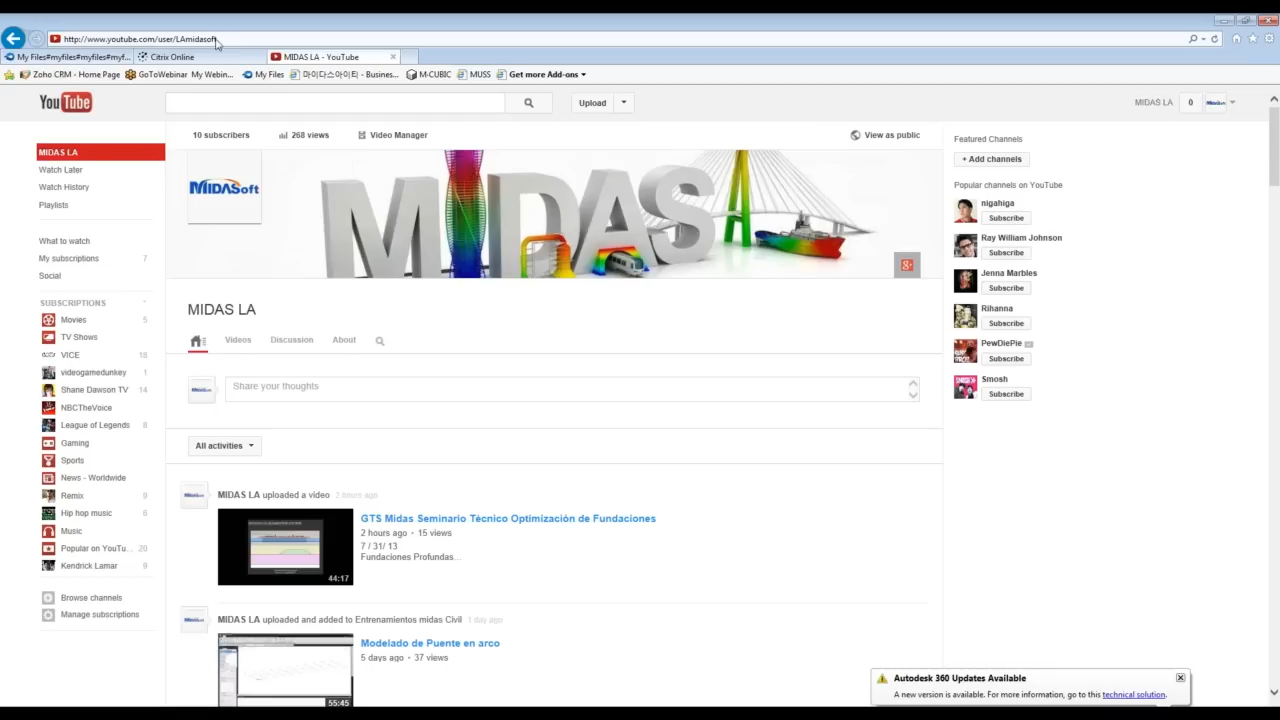 http://www.youtube.com/user/LAmidasoft
My Files#myfiles#myfiles#myf...
Citrix Online
MIDAS LA - YouTube
Zoho CRM - Home Page
GoToWebinar My Webin...
My Files
마이다스아이티 - Busines...
M-CUBIC
MUSS
Get more Add-ons
YouTube
Upload
MIDAS LA
0
MIDAS LA
Watch Later
Watch History
Playlists
What to watch
My subscriptions 7
Social
SUBSCRIPTIONS
Movies 5
TV Shows
VICE 18
videogamedunkey 1
Shane Dawson TV 14
NBCTheVoice
League of Legends 8
Gaming
Sports
News - Worldwide
Remix 9
Hip hop music 6
Music
Popular on YouTu... 20
Kendrick Lamar 9
Browse channels
Manage subscriptions
10 subscribers
268 views
Video Manager
View as public
MIDASoft
MIDAS
MIDAS LA
Videos
Discussion
About
Share your thoughts
All activities
MIDAS LA uploaded a video 2 hours ago
GTS Midas Seminario Técnico Optimización de Fundaciones
2 hours ago • 15 views
7 / 31/ 13
Fundaciones Profundas...
44:17
MIDAS LA uploaded and added to Entrenamientos midas Civil 1 day ago
Modelado de Puente en arco
5 days ago • 37 views
55:45
Featured Channels
+ Add channels
Popular channels on YouTube
nigahiga
Subscribe
Ray William Johnson
Subscribe
Jenna Marbles
Subscribe
Rihanna
Subscribe
PewDiePie
Subscribe
Smosh
Subscribe
Autodesk 360 Updates Available
A new version is available. For more information, go to this technical solution.